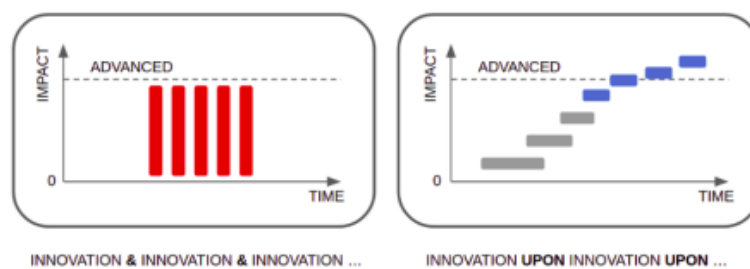 IMPACT
ADVANCED
0
TIME
INNOVATION & INNOVATION & INNOVATION ...
IMPACT
ADVANCED
0
TIME
INNOVATION UPON INNOVATION UPON ...